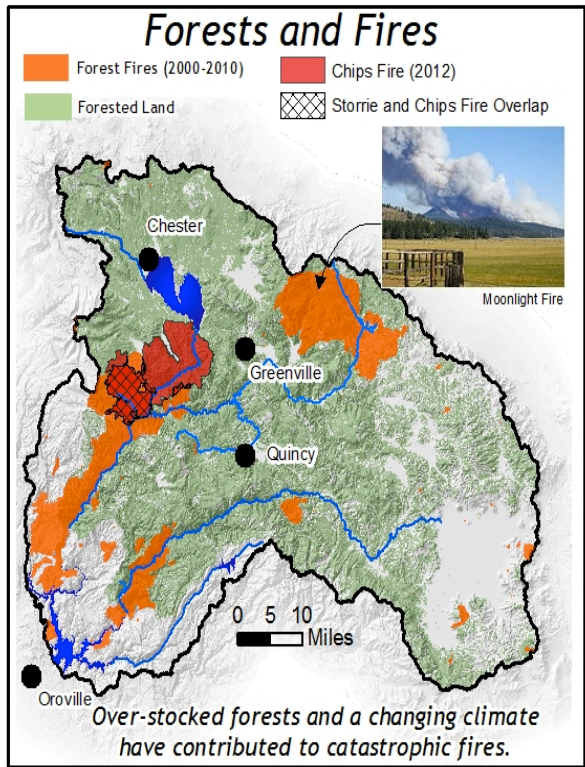 Forests and Fires
Forest Fires (2000-2010)
Chips Fire (2012)
Forested Land
Storrie and Chips Fire Overlap
Chester
Moonlight Fire
Greenville
Quincy
0 5 10
Miles
Oroville
Over-stocked forests and a changing climate
have contributed to catastrophic fires.